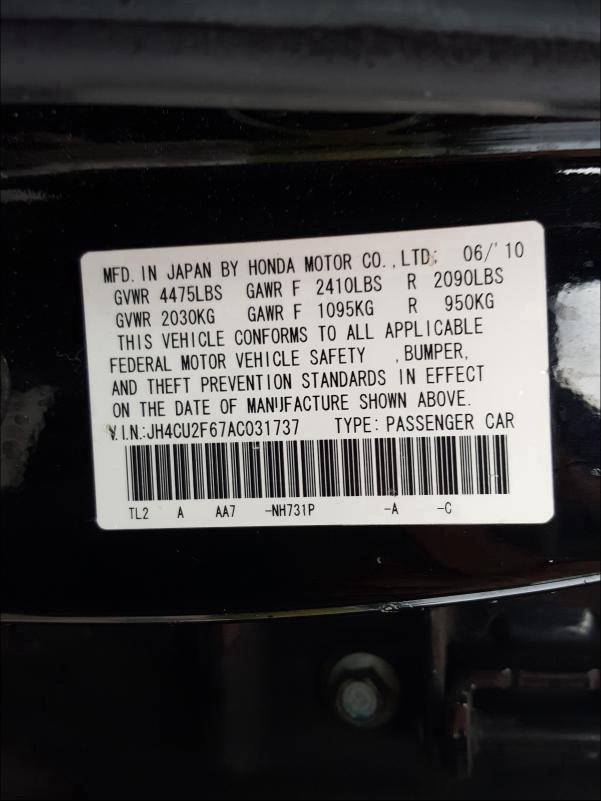 MFD. IN JAPAN BY HONDA MOTOR CO., LTD; 06/'10
GVWR 4475LBS GAWR F 2410LBS R 2090LBS
GVWR 2030KG GAWR F 1095KG R 950KG
THIS VEHICLE CONFORMS TO ALL APPLICABLE
FEDERAL MOTOR VEHICLE SAFETY , BUMPER,
AND THEFT PREVENTION STANDARDS IN EFFECT
ON THE DATE OF MANUFACTURE SHOWN ABOVE.
V.I.N.:JH4CU2F67AC031737 TYPE: PASSENGER CAR
TL2 A AA7 -NH731P -A -C